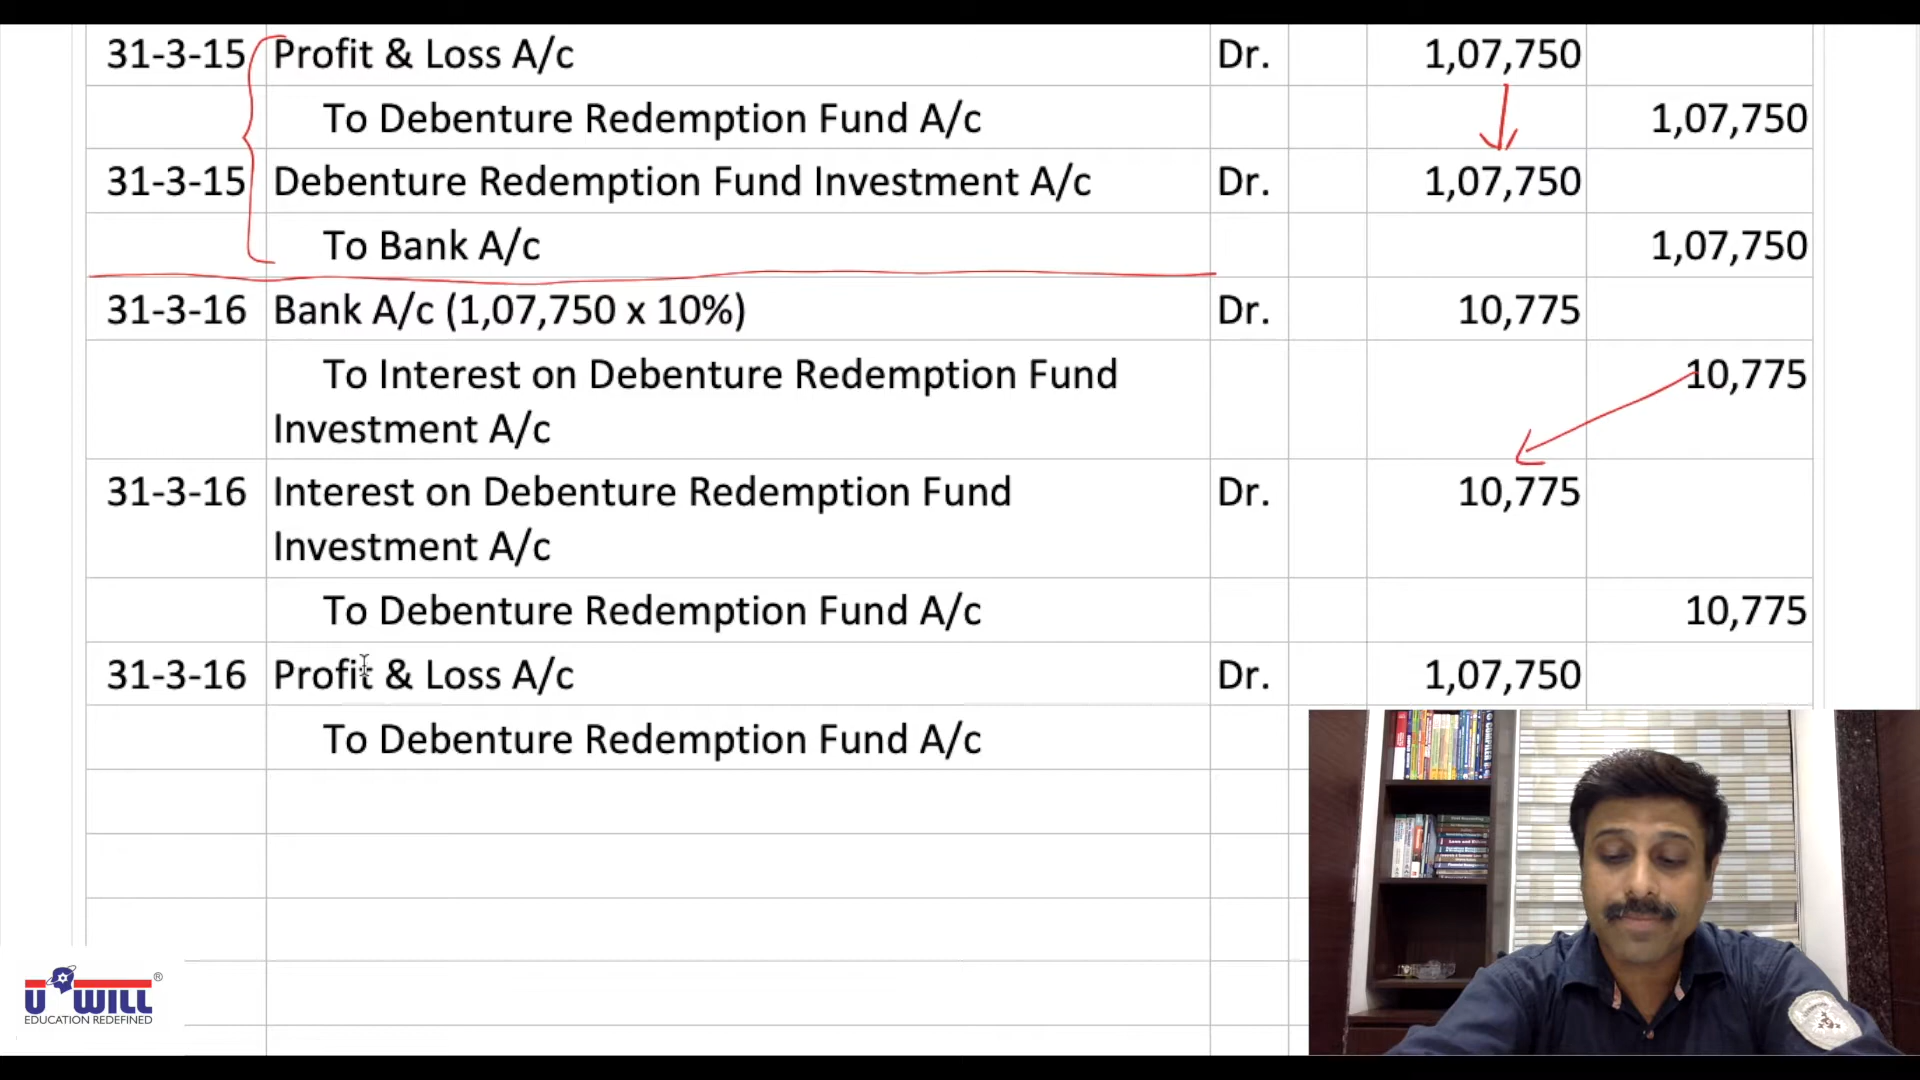 31-3-15 Profit & Loss A/c Dr. 1,07,750
To Debenture Redemption Fund A/c 1,07,750
31-3-15 Debenture Redemption Fund Investment A/c Dr. 1,07,750
To Bank A/c 1,07,750
31-3-16 Bank A/c (1,07,750 x 10%) Dr. 10,775
To Interest on Debenture Redemption Fund 10,775
Investment A/c
31-3-16 Interest on Debenture Redemption Fund Dr. 10,775
Investment A/c
To Debenture Redemption Fund A/c 10,775
31-3-16 Profit & Loss A/c Dr. 1,07,750
To Debenture Redemption Fund A/c
U WILL ®
EDUCATION REDEFINED